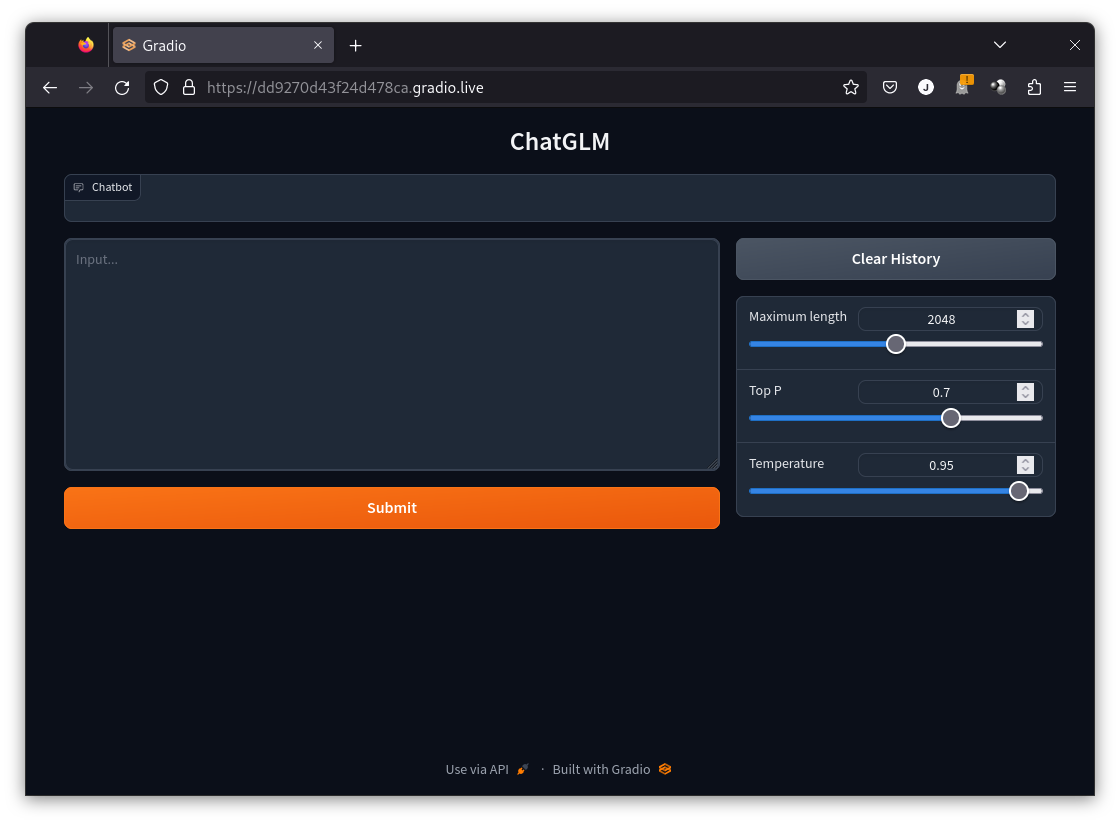 Gradio
https://dd9270d43f24d478ca.gradio.live
J
!
ChatGLM
Chatbot
Input...
Clear History
Maximum length
2048
Top P
0.7
Temperature
0.95
Submit
Use via API · Built with Gradio